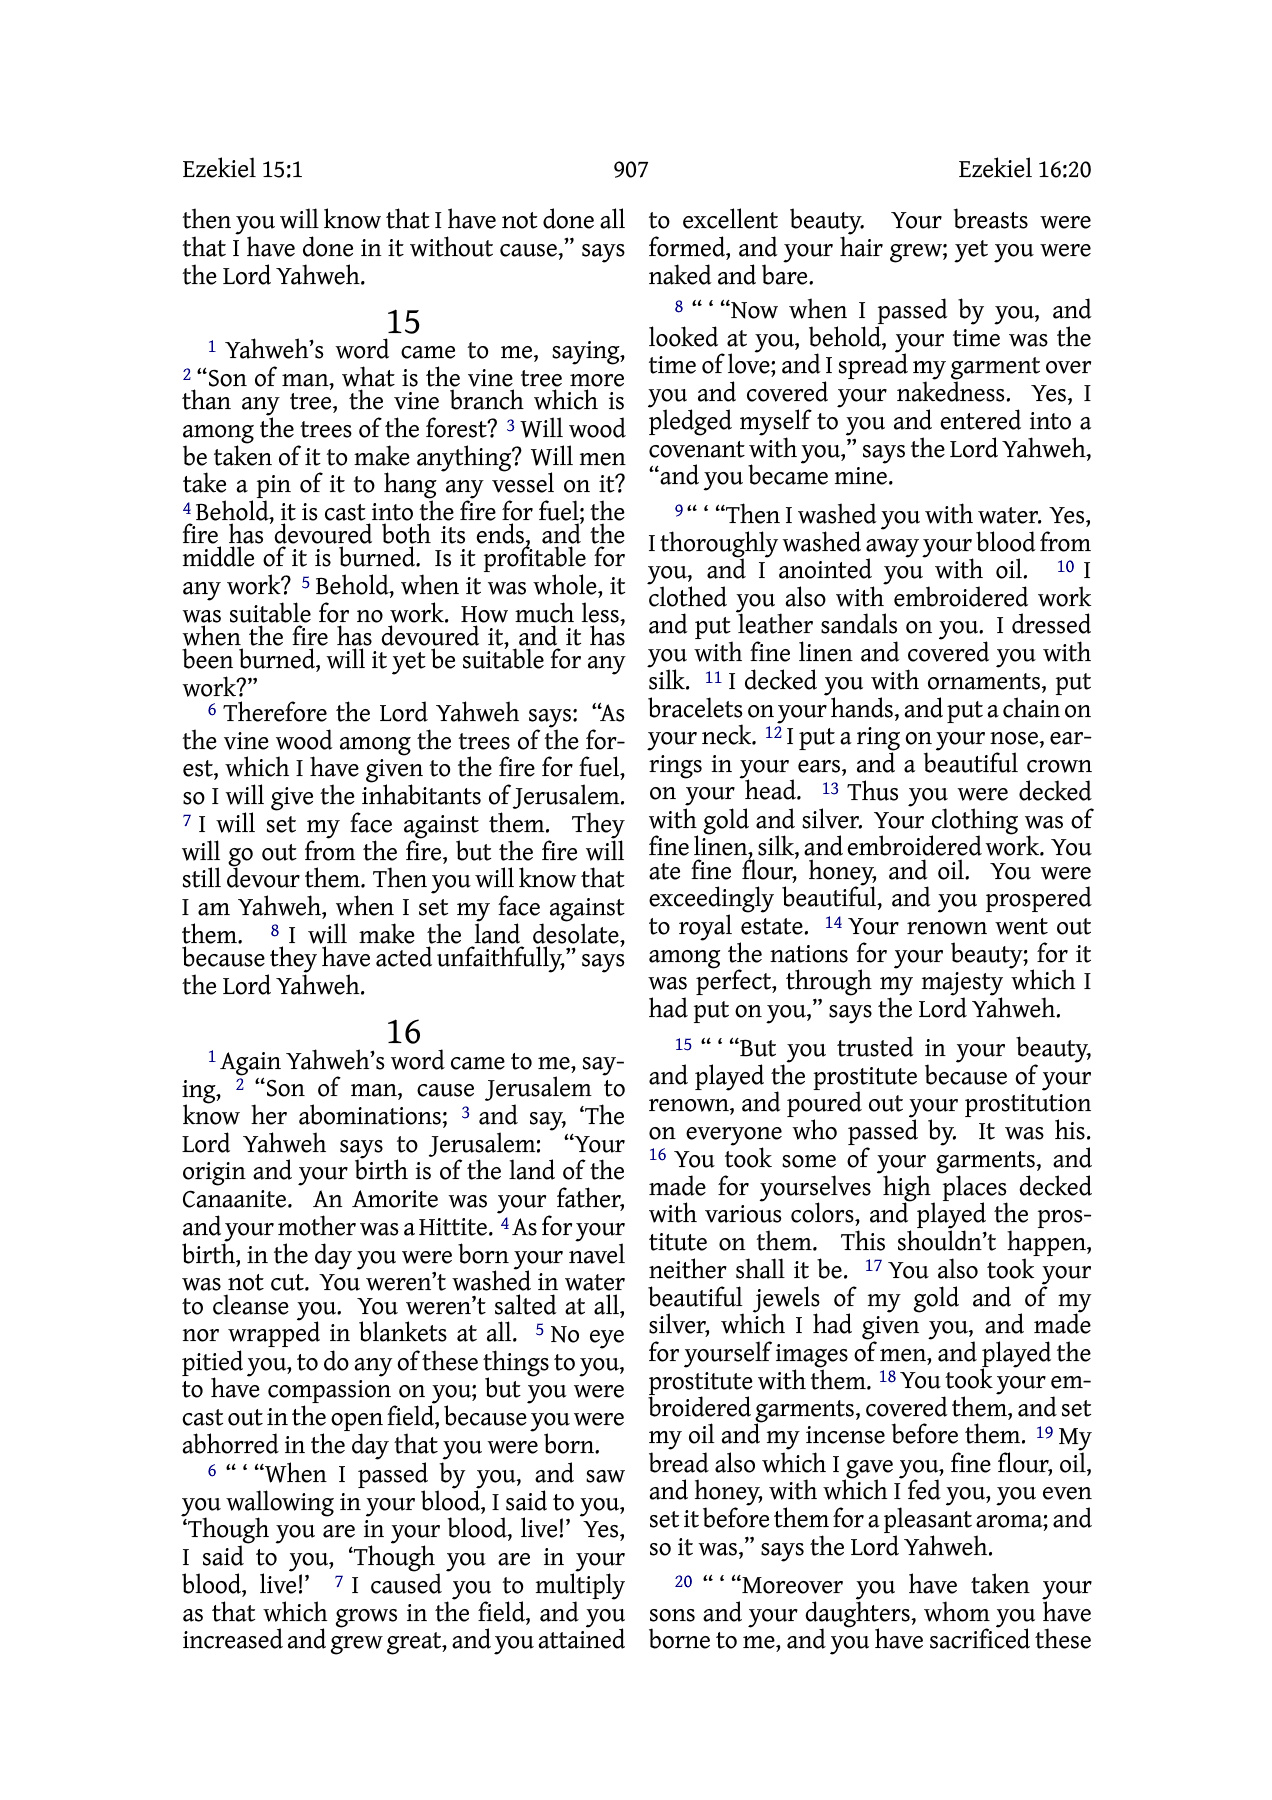 Ezekiel 15:1 907 Ezekiel 16:20
then you will know that I have not done all
that I have done in it without cause,” says
the Lord Yahweh.
15
1 Yahweh’s word came to me, saying,
2 “Son of man, what is the vine tree more
than any tree, the vine branch which is
among the trees of the forest? 3 Will wood
be taken of it to make anything? Will men
take a pin of it to hang any vessel on it?
4 Behold, it is cast into the fire for fuel; the
fire has devoured both its ends, and the
middle of it is burned. Is it profitable for
any work? 5 Behold, when it was whole, it
was suitable for no work. How much less,
when the fire has devoured it, and it has
been burned, will it yet be suitable for any
work?”
6 Therefore the Lord Yahweh says: “As
the vine wood among the trees of the for-
est, which I have given to the fire for fuel,
so I will give the inhabitants of Jerusalem.
7 I will set my face against them. They
will go out from the fire, but the fire will
still devour them. Then you will know that
I am Yahweh, when I set my face against
them. 8 I will make the land desolate,
because they have acted unfaithfully,” says
the Lord Yahweh.
16
1 Again Yahweh’s word came to me, say-
ing, 2 “Son of man, cause Jerusalem to
know her abominations; 3 and say, ‘The
Lord Yahweh says to Jerusalem: “Your
origin and your birth is of the land of the
Canaanite. An Amorite was your father,
and your mother was a Hittite. 4 As for your
birth, in the day you were born your navel
was not cut. You weren’t washed in water
to cleanse you. You weren’t salted at all,
nor wrapped in blankets at all. 5 No eye
pitied you, to do any of these things to you,
to have compassion on you; but you were
cast out in the open field, because you were
abhorred in the day that you were born.
6 “ ‘ “When I passed by you, and saw
you wallowing in your blood, I said to you,
‘Though you are in your blood, live!’ Yes,
I said to you, ‘Though you are in your
blood, live!’ 7 I caused you to multiply
as that which grows in the field, and you
increased and grew great, and you attained
to excellent beauty. Your breasts were
formed, and your hair grew; yet you were
naked and bare.
8 “ ‘ “Now when I passed by you, and
looked at you, behold, your time was the
time of love; and I spread my garment over
you and covered your nakedness. Yes, I
pledged myself to you and entered into a
covenant with you,” says the Lord Yahweh,
“and you became mine.
9 “ ‘ “Then I washed you with water. Yes,
I thoroughly washed away your blood from
you, and I anointed you with oil. 10 I
clothed you also with embroidered work
and put leather sandals on you. I dressed
you with fine linen and covered you with
silk. 11 I decked you with ornaments, put
bracelets on your hands, and put a chain on
your neck. 12 I put a ring on your nose, ear-
rings in your ears, and a beautiful crown
on your head. 13 Thus you were decked
with gold and silver. Your clothing was of
fine linen, silk, and embroidered work. You
ate fine flour, honey, and oil. You were
exceedingly beautiful, and you prospered
to royal estate. 14 Your renown went out
among the nations for your beauty; for it
was perfect, through my majesty which I
had put on you,” says the Lord Yahweh.
15 “ ‘ “But you trusted in your beauty,
and played the prostitute because of your
renown, and poured out your prostitution
on everyone who passed by. It was his.
16 You took some of your garments, and
made for yourselves high places decked
with various colors, and played the pros-
titute on them. This shouldn’t happen,
neither shall it be. 17 You also took your
beautiful jewels of my gold and of my
silver, which I had given you, and made
for yourself images of men, and played the
prostitute with them. 18 You took your em-
broidered garments, covered them, and set
my oil and my incense before them. 19 My
bread also which I gave you, fine flour, oil,
and honey, with which I fed you, you even
set it before them for a pleasant aroma; and
so it was,” says the Lord Yahweh.
20 “ ‘ “Moreover you have taken your
sons and your daughters, whom you have
borne to me, and you have sacrificed these